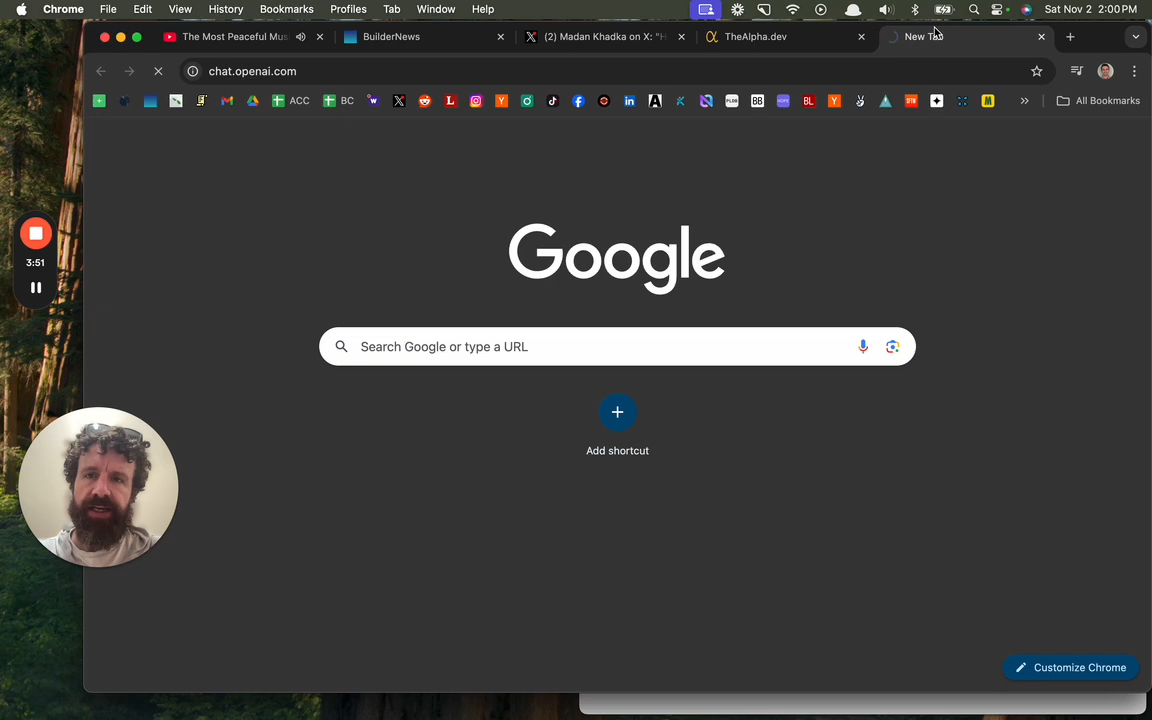 Chrome File Edit View History Bookmarks Profiles Tab Window Help Sat Nov 2 2:00 PM
The Most Peaceful Mus BuilderNews (2) Madan Khadka on X: "H TheAlpha.dev New Tab
chat.openai.com
ACC BC All Bookmarks
3:51
Google
Search Google or type a URL
Add shortcut
Customize Chrome